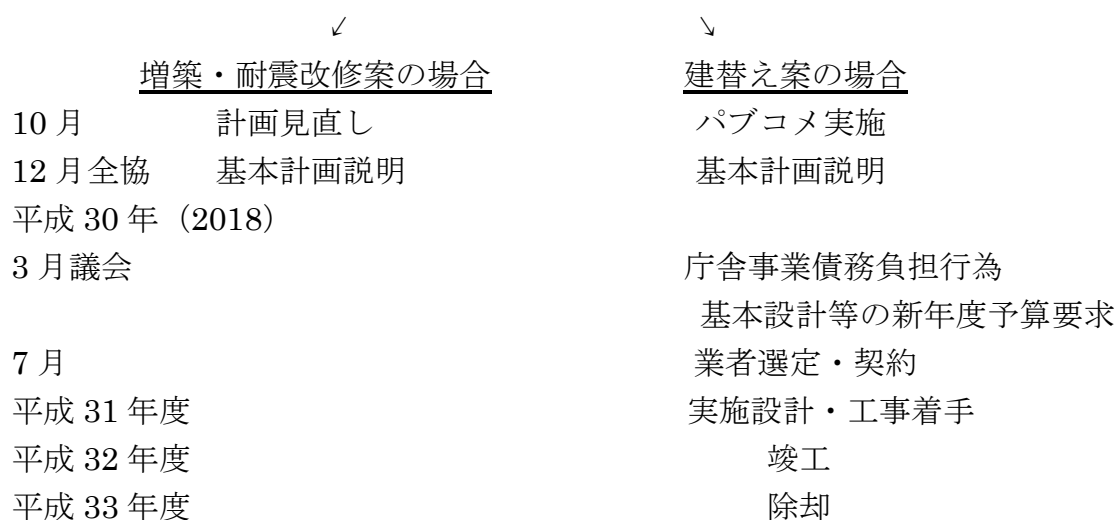 ↙ ↘
増築・耐震改修案の場合 建替え案の場合
10月 計画見直し パブコメ実施
12月全協 基本計画説明 基本計画説明
平成30年（2018）
3月議会 庁舎事業債務負担行為
基本設計等の新年度予算要求
7月 業者選定・契約
平成31年度 実施設計・工事着手
平成32年度 竣工
平成33年度 除却